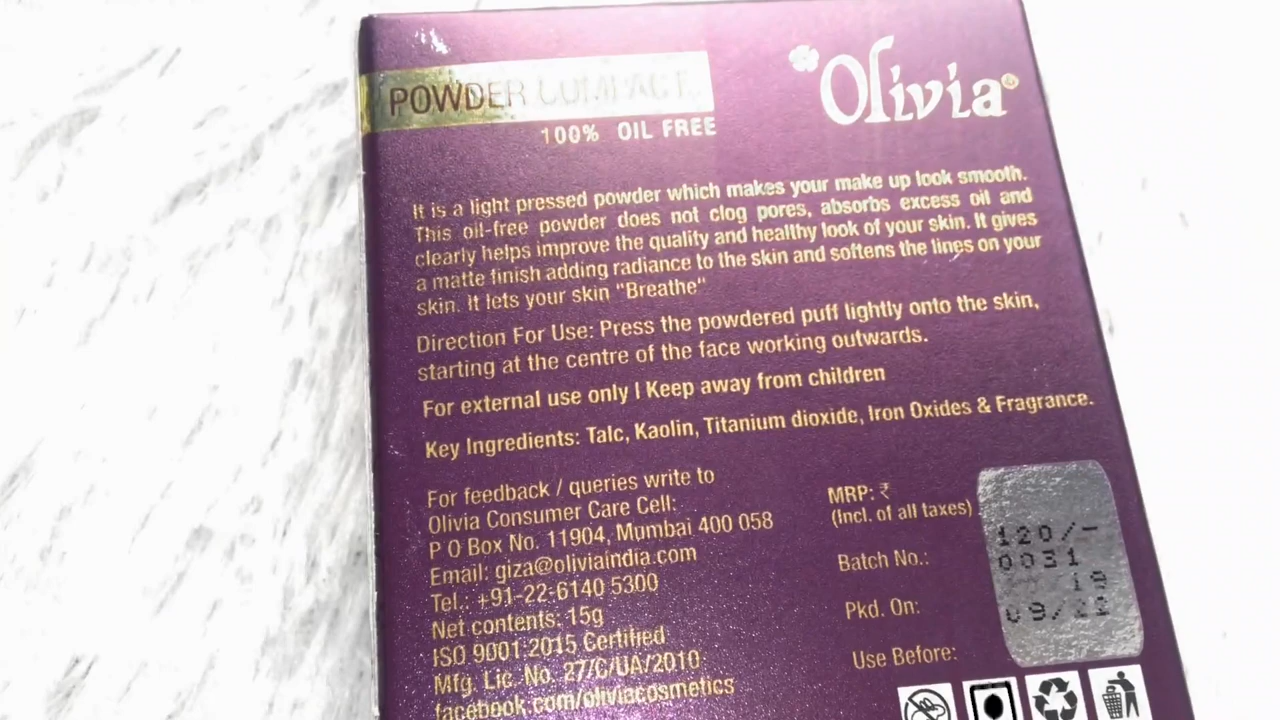 POWDER COMPACT
Olivia®
100% OIL FREE
It is a light pressed powder which makes your make up look smooth.
This oil-free powder does not clog pores, absorbs excess oil and
clearly helps improve the quality and healthy look of your skin. It gives
a matte finish adding radiance to the skin and softens the lines on your
skin. It lets your skin "Breathe"
Direction For Use: Press the powdered puff lightly onto the skin,
starting at the centre of the face working outwards.
For external use only | Keep away from children
Key Ingredients: Talc, Kaolin, Titanium dioxide, Iron Oxides & Fragrance.
For feedback / queries write to
Olivia Consumer Care Cell:
P O Box No. 11904, Mumbai 400 058
Email: giza@oliviaindia.com
Tel.: +91-22-6140 5300
Net contents: 15g
ISO 9001:2015 Certified
Mfg. Lic. No. 27/C/UA/2010
facebook.com/oliviacosmetics
MRP: ₹ 120/-
(Incl. of all taxes)
Batch No.: 0031
Pkd. On: 19
Use Before: 09/22